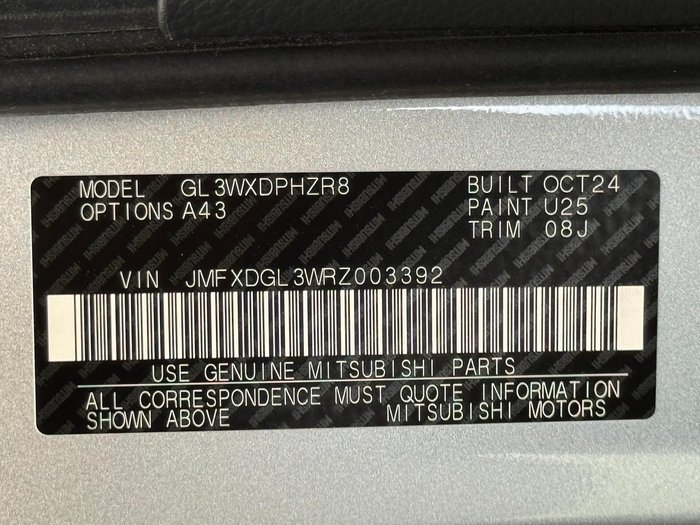 MODEL GL3WXDPHZR8 BUILT OCT24
OPTIONS A43 PAINT U25
TRIM 08J
VIN JMFXDGL3WRZ003392
USE GENUINE MITSUBISHI PARTS
ALL CORRESPONDENCE MUST QUOTE INFORMATION
SHOWN ABOVE MITSUBISHI MOTORS